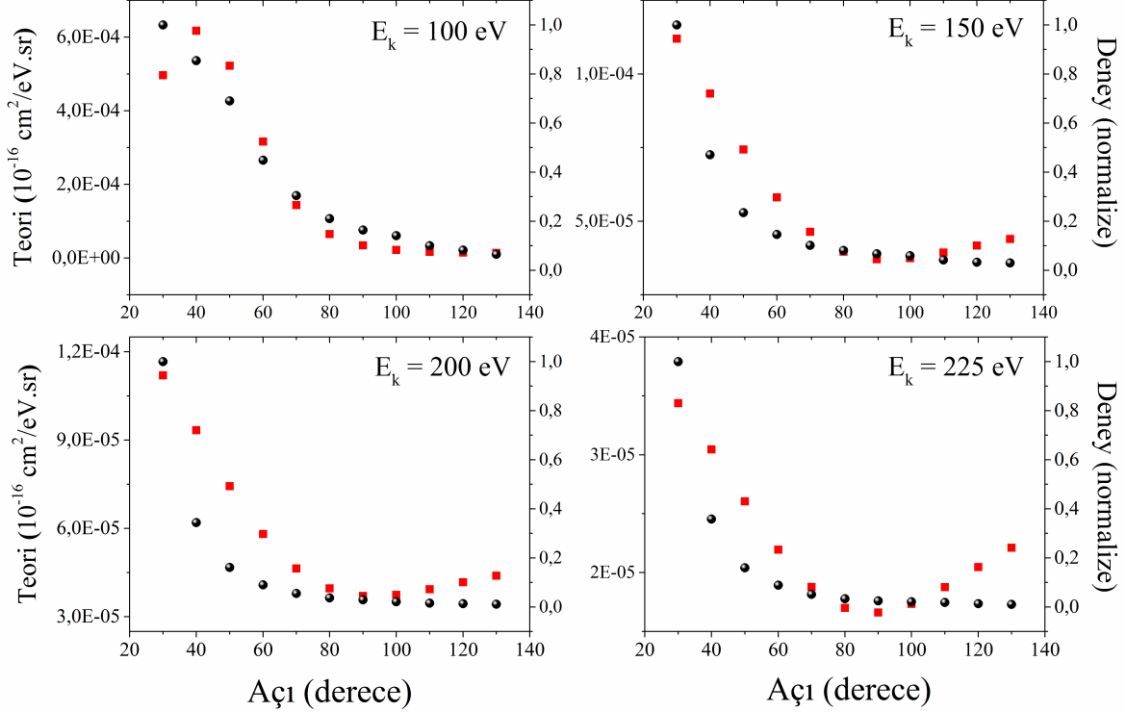 Teori (10⁻¹⁶ cm²/eV.sr)
6,0E-04
4,0E-04
2,0E-04
0,0E+00
E_k = 100 eV
1,0
0,8
0,6
0,4
0,2
0,0
20 40 60 80 100 120 140
1,0E-04
5,0E-05
E_k = 150 eV
1,0
0,8
0,6
0,4
0,2
0,0
Deney (normalize)
20 40 60 80 100 120 140
Teori (10⁻¹⁶ cm²/eV.sr)
1,2E-04
9,0E-05
6,0E-05
3,0E-05
E_k = 200 eV
1,0
0,8
0,6
0,4
0,2
0,0
20 40 60 80 100 120 140
Açı (derece)
4E-05
3E-05
2E-05
E_k = 225 eV
1,0
0,8
0,6
0,4
0,2
0,0
Deney (normalize)
20 40 60 80 100 120 140
Açı (derece)